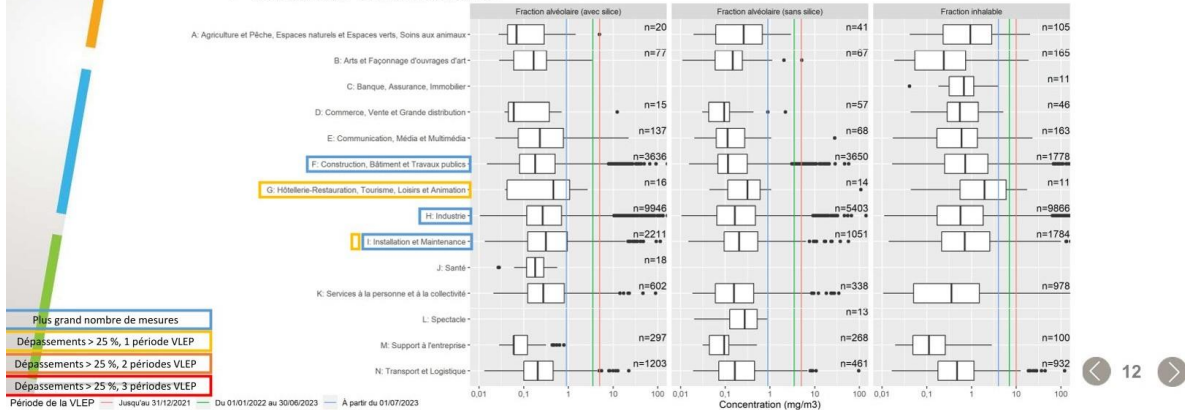 Fraction alvéolaire (avec silice) Fraction alvéolaire (sans silice) Fraction inhalable
A: Agriculture et Pêche, Espaces naturels et Espaces verts, Soins aux animaux n=20 n=41 n=105
B: Arts et Façonnage d'ouvrages d'art n=77 n=67 n=165
C: Banque, Assurance, Immobilier n=11
D: Commerce, Vente et Grande distribution n=15 n=57 n=46
E: Communication, Média et Multimédia n=137 n=68 n=163
F: Construction, Bâtiment et Travaux publics n=3636 n=3650 n=1778
G: Hôtellerie-Restauration, Tourisme, Loisirs et Animation n=16 n=14 n=11
H: Industrie n=9946 n=5403 n=9866
I: Installation et Maintenance n=2211 n=1051 n=1784
J: Santé n=18
K: Services à la personne et à la collectivité n=602 n=338 n=978
L: Spectacle n=13
M: Support à l'entreprise n=297 n=268 n=100
N: Transport et Logistique n=1203 n=461 n=932
0,01 0,1 1 10 100 0,01 0,1 1 10 100 0,01 0,1 1 10 100
Concentration (mg/m3)
Plus grand nombre de mesures
Dépassements > 25 %, 1 période VLEP
Dépassements > 25 %, 2 périodes VLEP
Dépassements > 25 %, 3 périodes VLEP
Période de la VLEP Jusqu'au 31/12/2021 Du 01/01/2022 au 30/06/2023 À partir du 01/07/2023
12